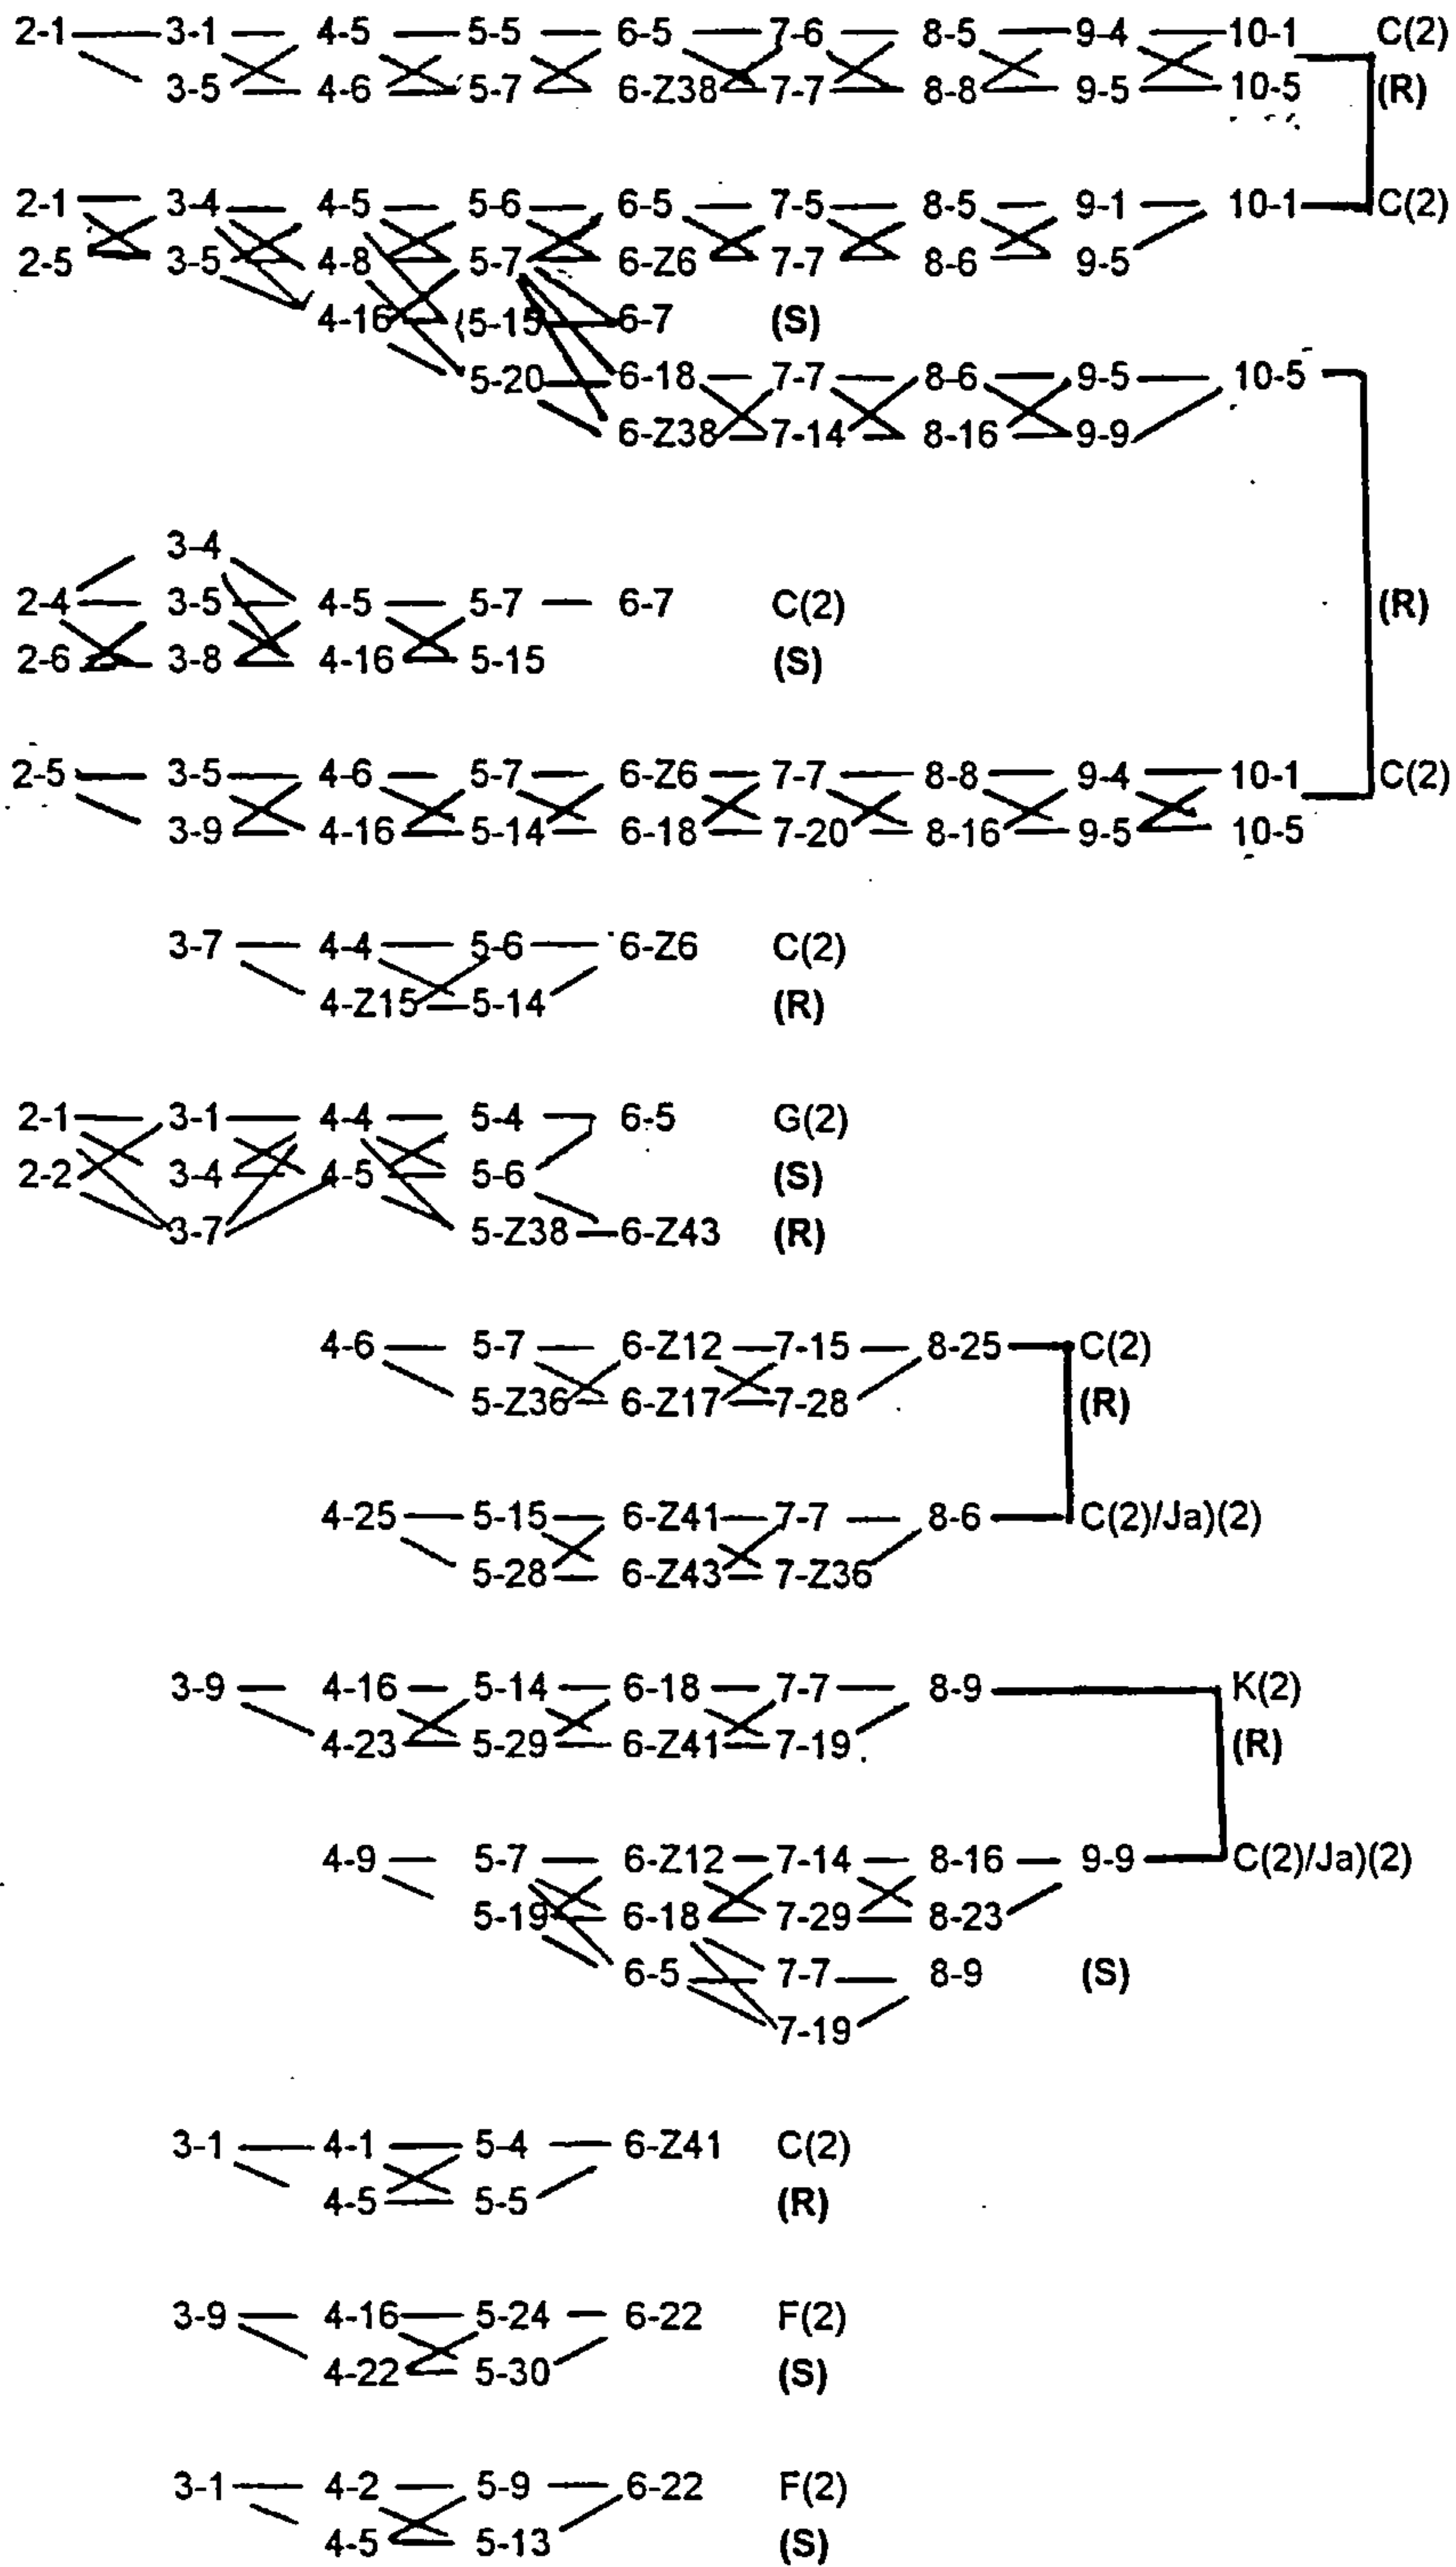 2-1 3-1 4-5 5-5 6-5 7-6 8-5 9-4 10-1 C(2)
3-5 4-6 5-7 6-Z38 7-7 8-8 9-5 10-5 (R)
2-1 3-4 4-5 5-6 6-5 7-5 8-5 9-1 10-1 C(2)
2-5 3-5 4-8 5-7 6-Z6 7-7 8-6 9-5
4-16 (5-15 6-7 (S)
5-20 6-18 7-7 8-6 9-5 10-5
6-Z38 7-14 8-16 9-9
3-4
2-4 3-5 4-5 5-7 6-7 C(2) (R)
2-6 3-8 4-16 5-15 (S)
2-5 3-5 4-6 5-7 6-Z6 7-7 8-8 9-4 10-1 C(2)
3-9 4-16 5-14 6-18 7-20 8-16 9-5 10-5
3-7 4-4 5-6 6-Z6 C(2)
4-Z15 5-14 (R)
2-1 3-1 4-4 5-4 6-5 G(2)
2-2 3-4 4-5 5-6 (S)
3-7 5-Z38 6-Z43 (R)
4-6 5-7 6-Z12 7-15 8-25 C(2)
5-Z36 6-Z17 7-28 (R)
4-25 5-15 6-Z41 7-7 8-6 C(2)/Ja)(2)
5-28 6-Z43 7-Z36
3-9 4-16 5-14 6-18 7-7 8-9 K(2)
4-23 5-29 6-Z41 7-19 (R)
4-9 5-7 6-Z12 7-14 8-16 9-9 C(2)/Ja)(2)
5-19 6-18 7-29 8-23
6-5 7-7 8-9 (S)
7-19
3-1 4-1 5-4 6-Z41 C(2)
4-5 5-5 (R)
3-9 4-16 5-24 6-22 F(2)
4-22 5-30 (S)
3-1 4-2 5-9 6-22 F(2)
4-5 5-13 (S)